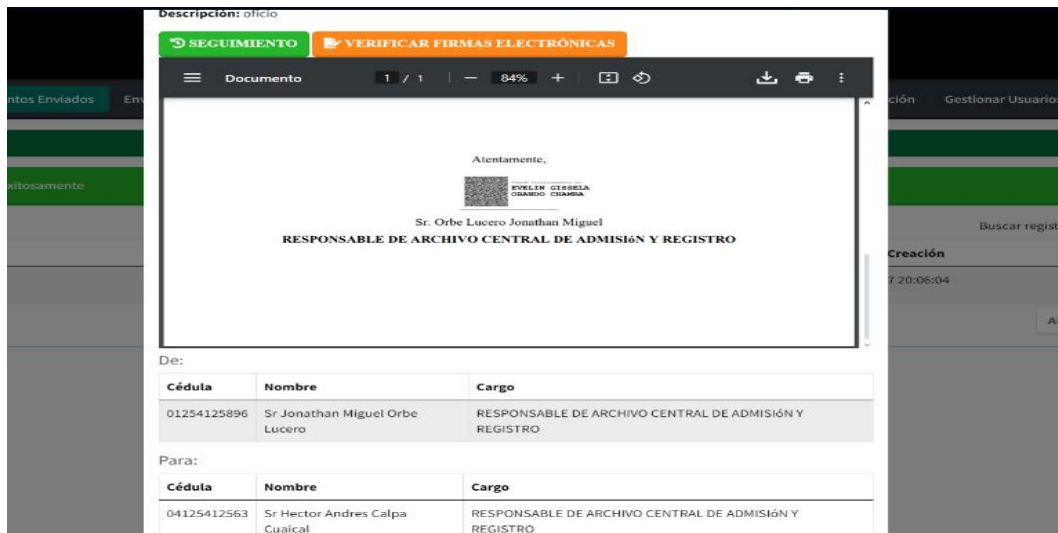 Descripción: oficio
SEGUIMIENTO VERIFICAR FIRMAS ELECTRÓNICAS
Documento 1 / 1 84%
ntos Enviados En ción Gestionar Usuarios
Atentamente,
EVELIN GISSELA
OBANDO CHAMBA
xitosamente
Sr. Orbe Lucero Jonathan Miguel
Buscar regist
RESPONSABLE DE ARCHIVO CENTRAL DE ADMISIóN Y REGISTRO
Creación
7 20:06:04
De:
Cédula Nombre Cargo
01254125896 Sr Jonathan Miguel Orbe RESPONSABLE DE ARCHIVO CENTRAL DE ADMISIóN Y
Lucero REGISTRO
Para:
Cédula Nombre Cargo
04125412563 Sr Hector Andres Calpa RESPONSABLE DE ARCHIVO CENTRAL DE ADMISIóN Y
Cuaical REGISTRO